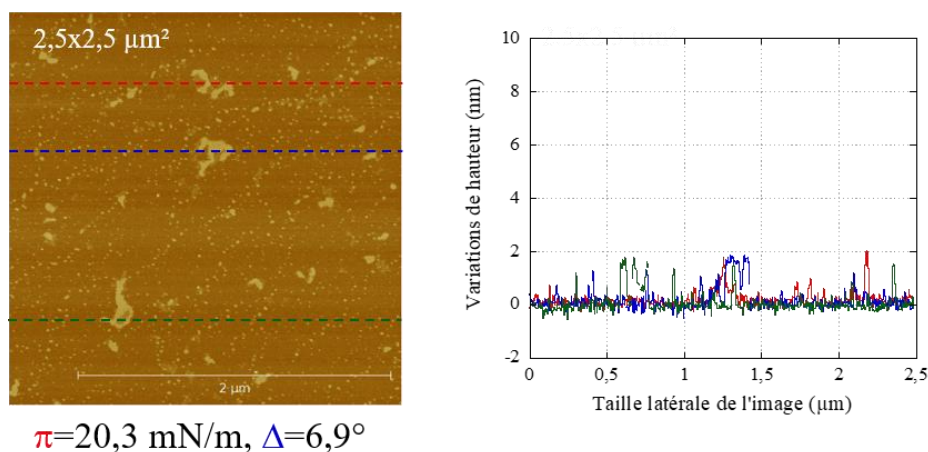 2,5x2,5 µm²
2 µm
π=20,3 mN/m, Δ=6,9°
Variations de hauteur (nm)
10
8
6
4
2
0
-2
0 0,5 1 1,5 2 2,5
Taille latérale de l'image (µm)